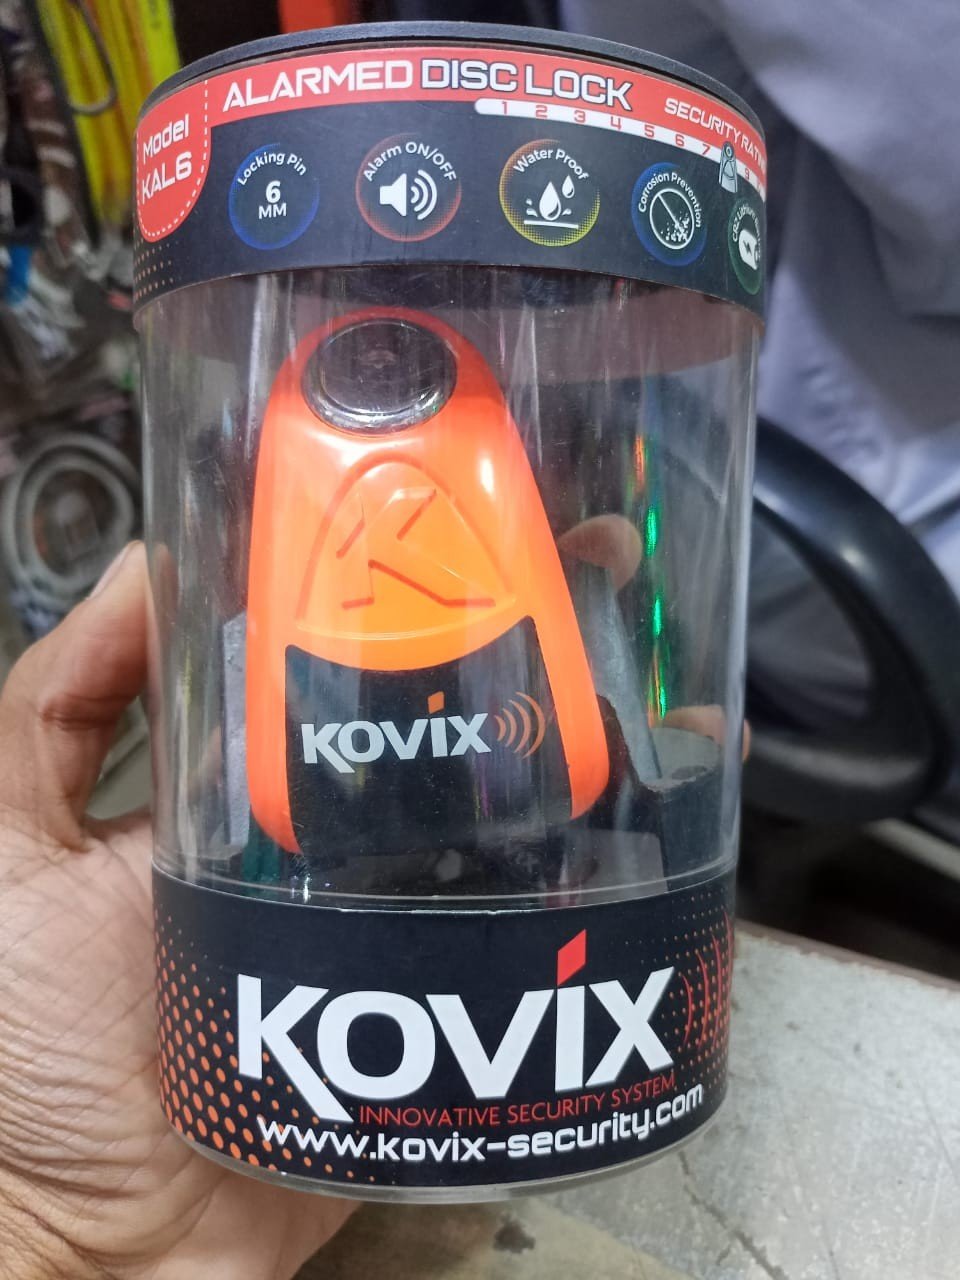 ALARMED DISC LOCK
Model
KAL6
SECURITY
1 2 3 4 5 6 7 9
Locking Pin
6
MM
Alarm ON/OFF
Water Proof
Corrosion Prevention
K
KOVIX
KOVIX
INNOVATIVE SECURITY SYSTEM
www.kovix-security.com